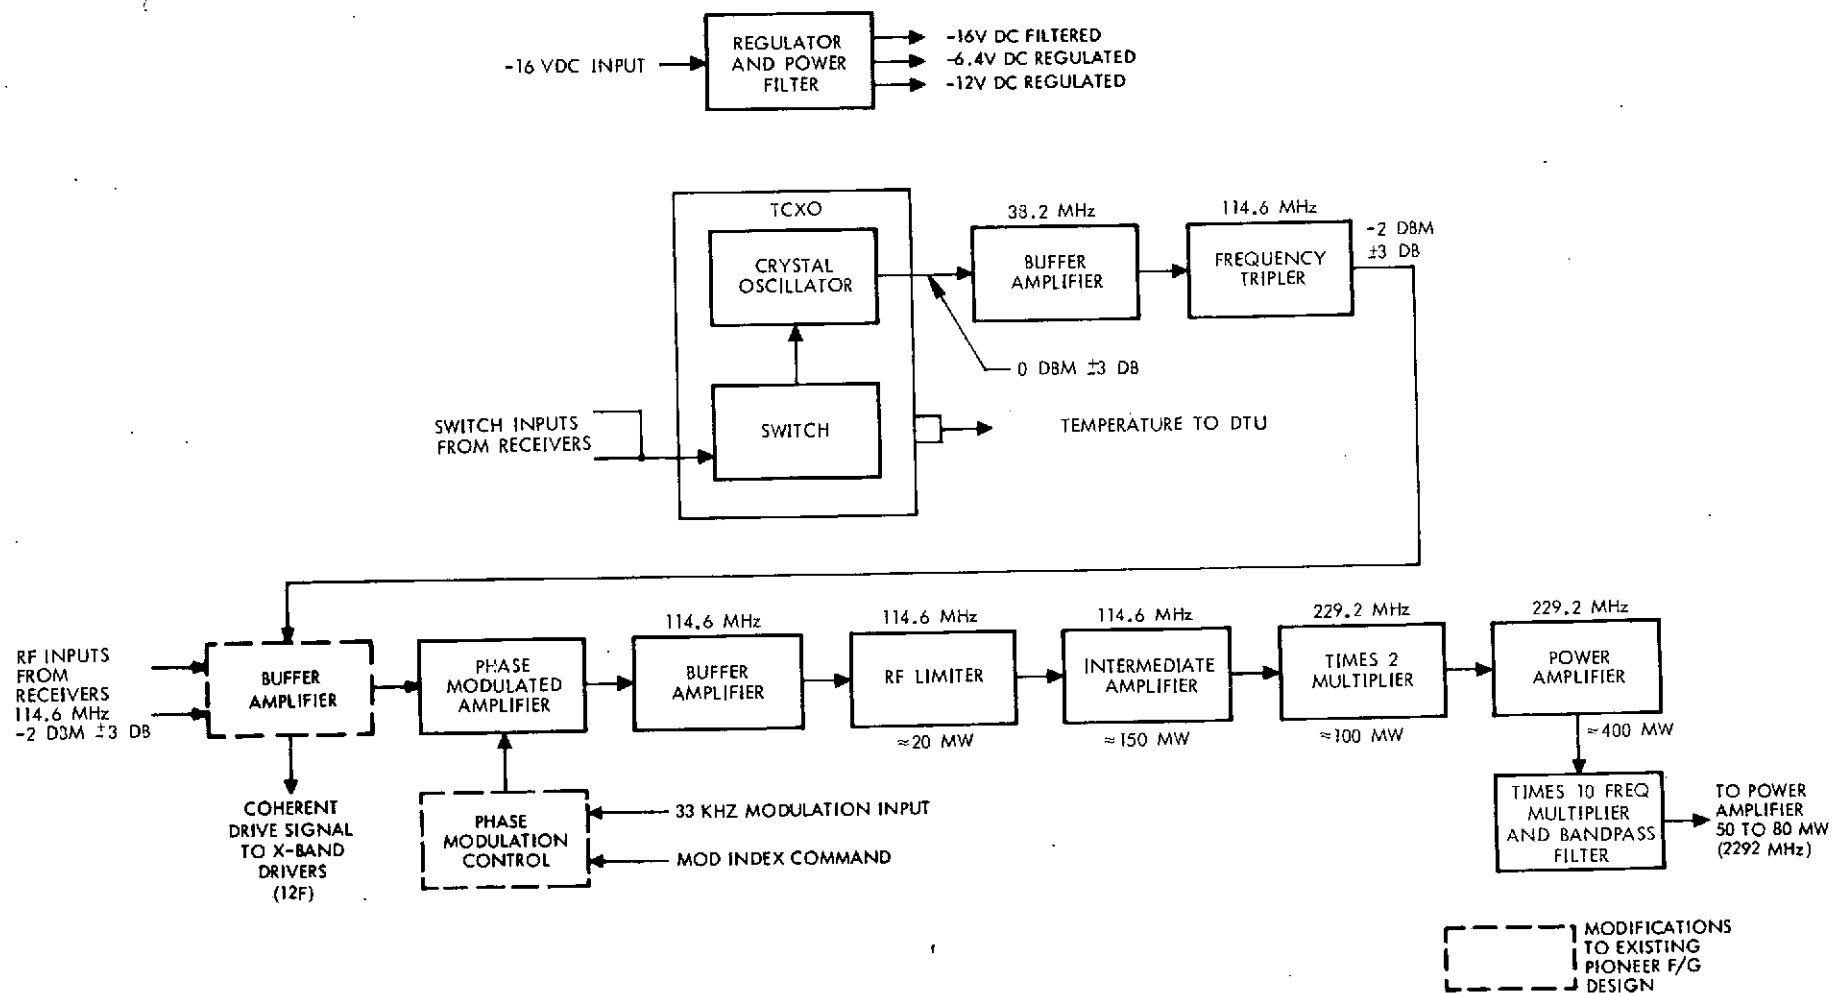 -16 VDC INPUT
REGULATOR
AND POWER
FILTER
-16V DC FILTERED
-6.4V DC REGULATED
-12V DC REGULATED
TCXO
CRYSTAL
OSCILLATOR
SWITCH
38.2 MHz
BUFFER
AMPLIFIER
114.6 MHz
FREQUENCY
TRIPLER
-2 DBM
±3 DB
0 DBM ±3 DB
SWITCH INPUTS
FROM RECEIVERS
TEMPERATURE TO DTU
RF INPUTS
FROM
RECEIVERS
114.6 MHz
-2 DBM ±3 DB
BUFFER
AMPLIFIER
COHERENT
DRIVE SIGNAL
TO X-BAND
DRIVERS
(12F)
PHASE
MODULATED
AMPLIFIER
PHASE
MODULATION
CONTROL
33 KHZ MODULATION INPUT
MOD INDEX COMMAND
114.6 MHz
BUFFER
AMPLIFIER
114.6 MHz
RF LIMITER
≈20 MW
114.6 MHz
INTERMEDIATE
AMPLIFIER
≈150 MW
229.2 MHz
TIMES 2
MULTIPLIER
≈100 MW
229.2 MHz
POWER
AMPLIFIER
≈400 MW
TIMES 10 FREQ
MULTIPLIER
AND BANDPASS
FILTER
TO POWER
AMPLIFIER
50 TO 80 MW
(2292 MHz)
MODIFICATIONS
TO EXISTING
PIONEER F/G
DESIGN